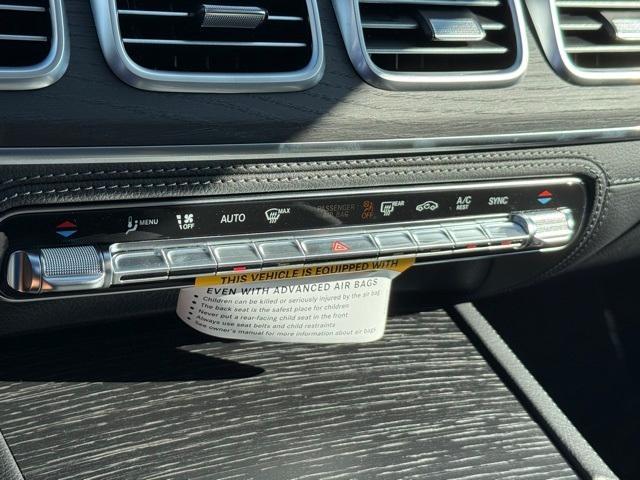 MENU
OFF
AUTO
MAX
PASSENGER
AIR BAG
OFF
REAR
A/C
REST
SYNC
THIS VEHICLE IS EQUIPPED WITH
EVEN WITH ADVANCED AIR BAGS
• Children can be killed or seriously injured by the air bag
• The back seat is the safest place for children
• Never put a rear-facing child seat in the front
• Always use seat belts and child restraints
• See owner's manual for more information about air bags